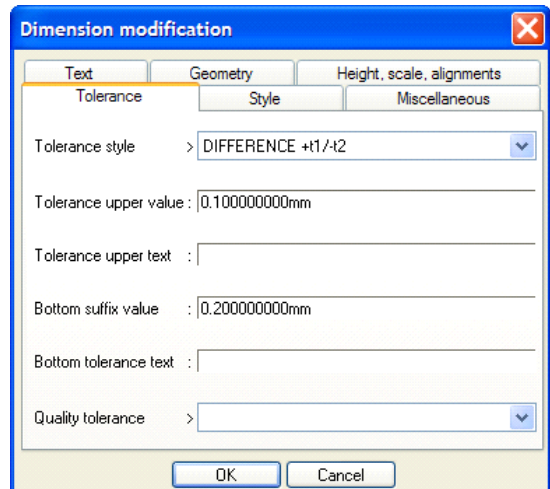 Dimension modification
Text Geometry Height, scale, alignments
Tolerance Style Miscellaneous
Tolerance style > DIFFERENCE +t1/-t2
Tolerance upper value : 0.100000000mm
Tolerance upper text :
Bottom suffix value : 0.200000000mm
Bottom tolerance text :
Quality tolerance >
OK Cancel